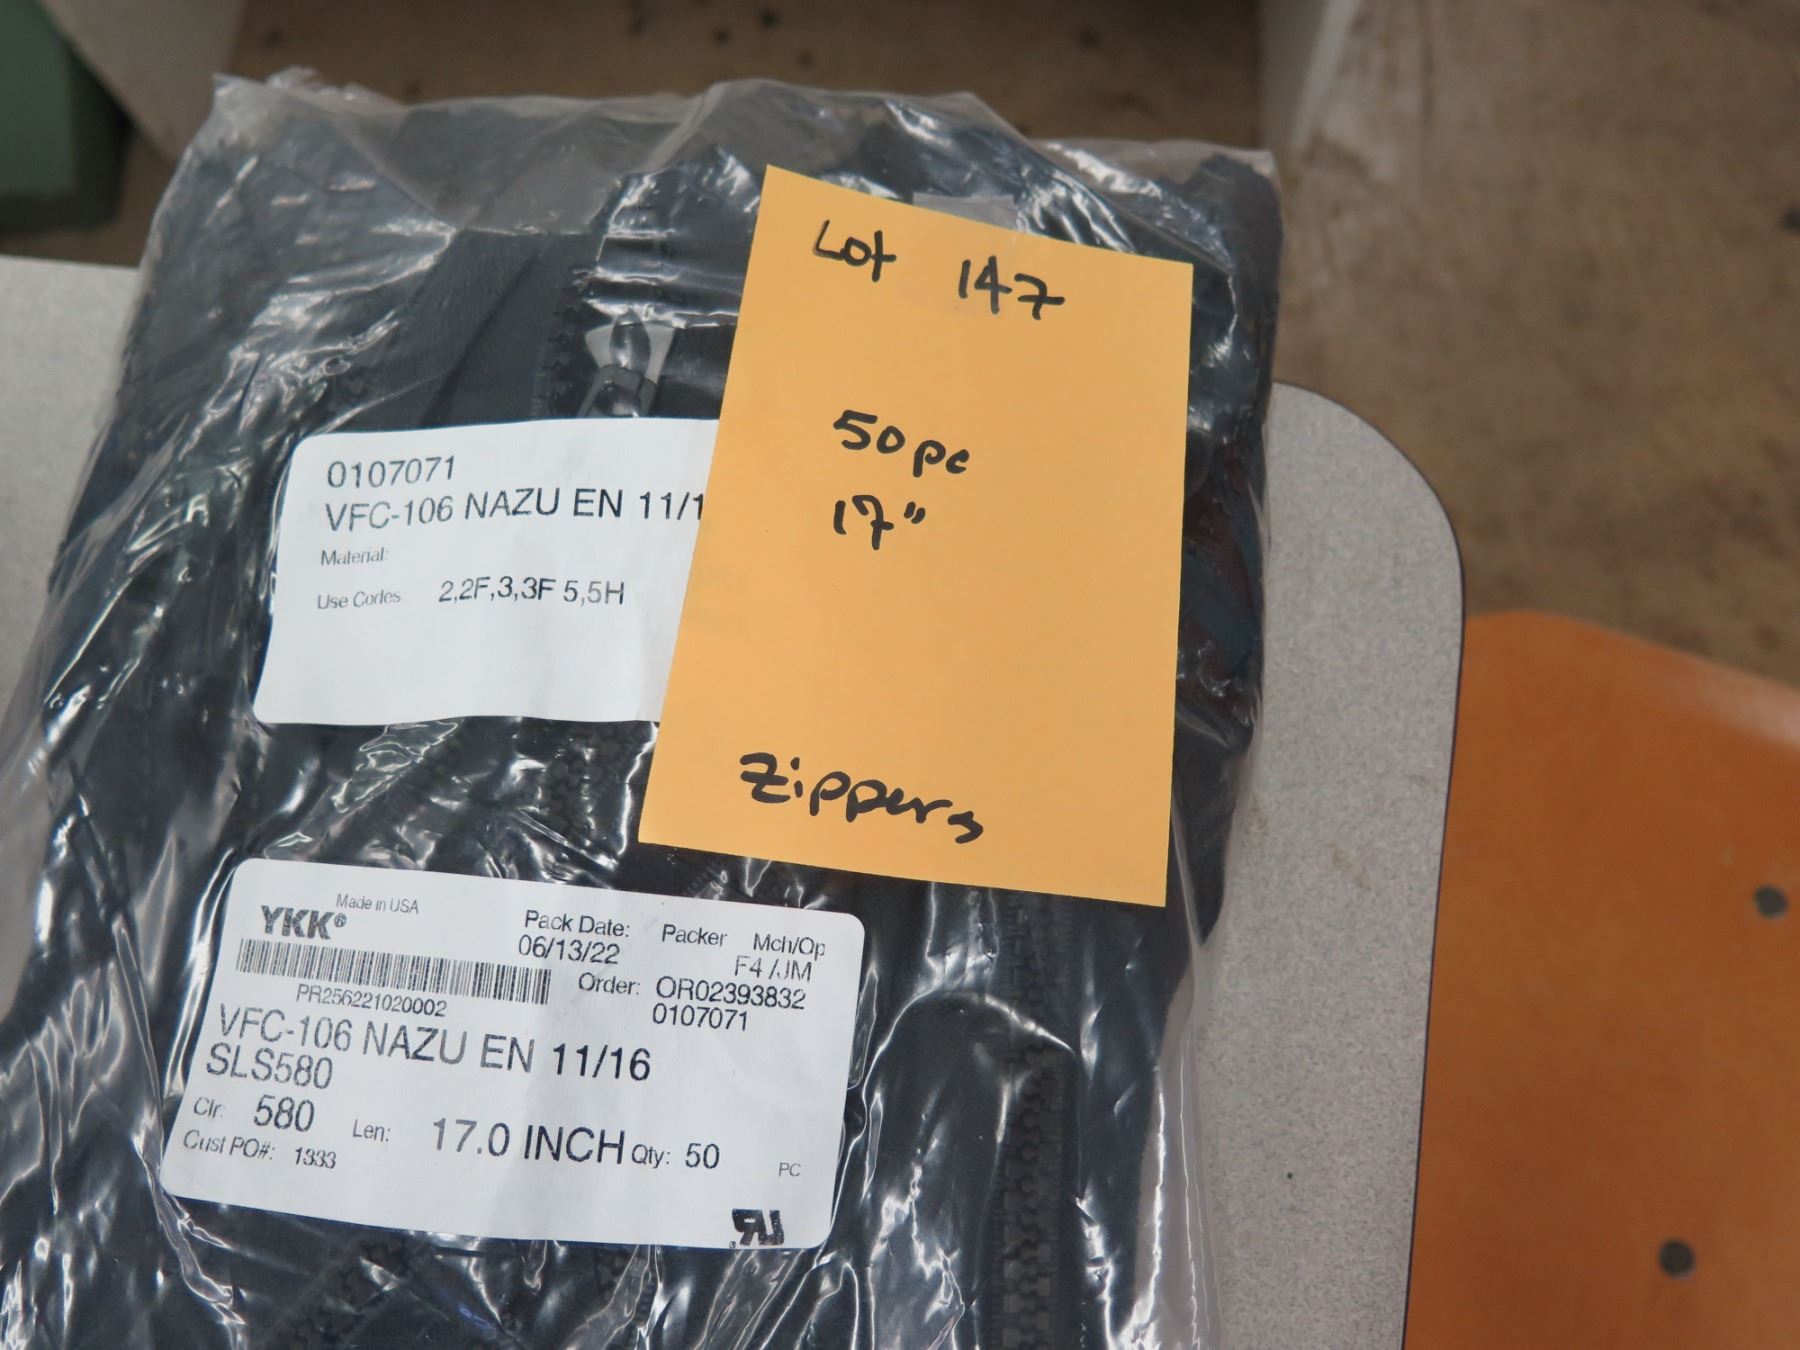 Lot 147
50 pc
17"
Zippers
0107071
VFC-106 NAZU EN 11/1
Material:
Use Codes: 2,2F,3,3F 5,5H
Made in USA
YKK®
Pack Date: Packer Mch/Op
06/13/22 F4 /JM
Order: OR02393832
PR256221020002 0107071
VFC-106 NAZU EN 11/16
SLS580
Clr: 580 Len: 17.0 INCH Qty: 50 PC
Cust PO#: 1333